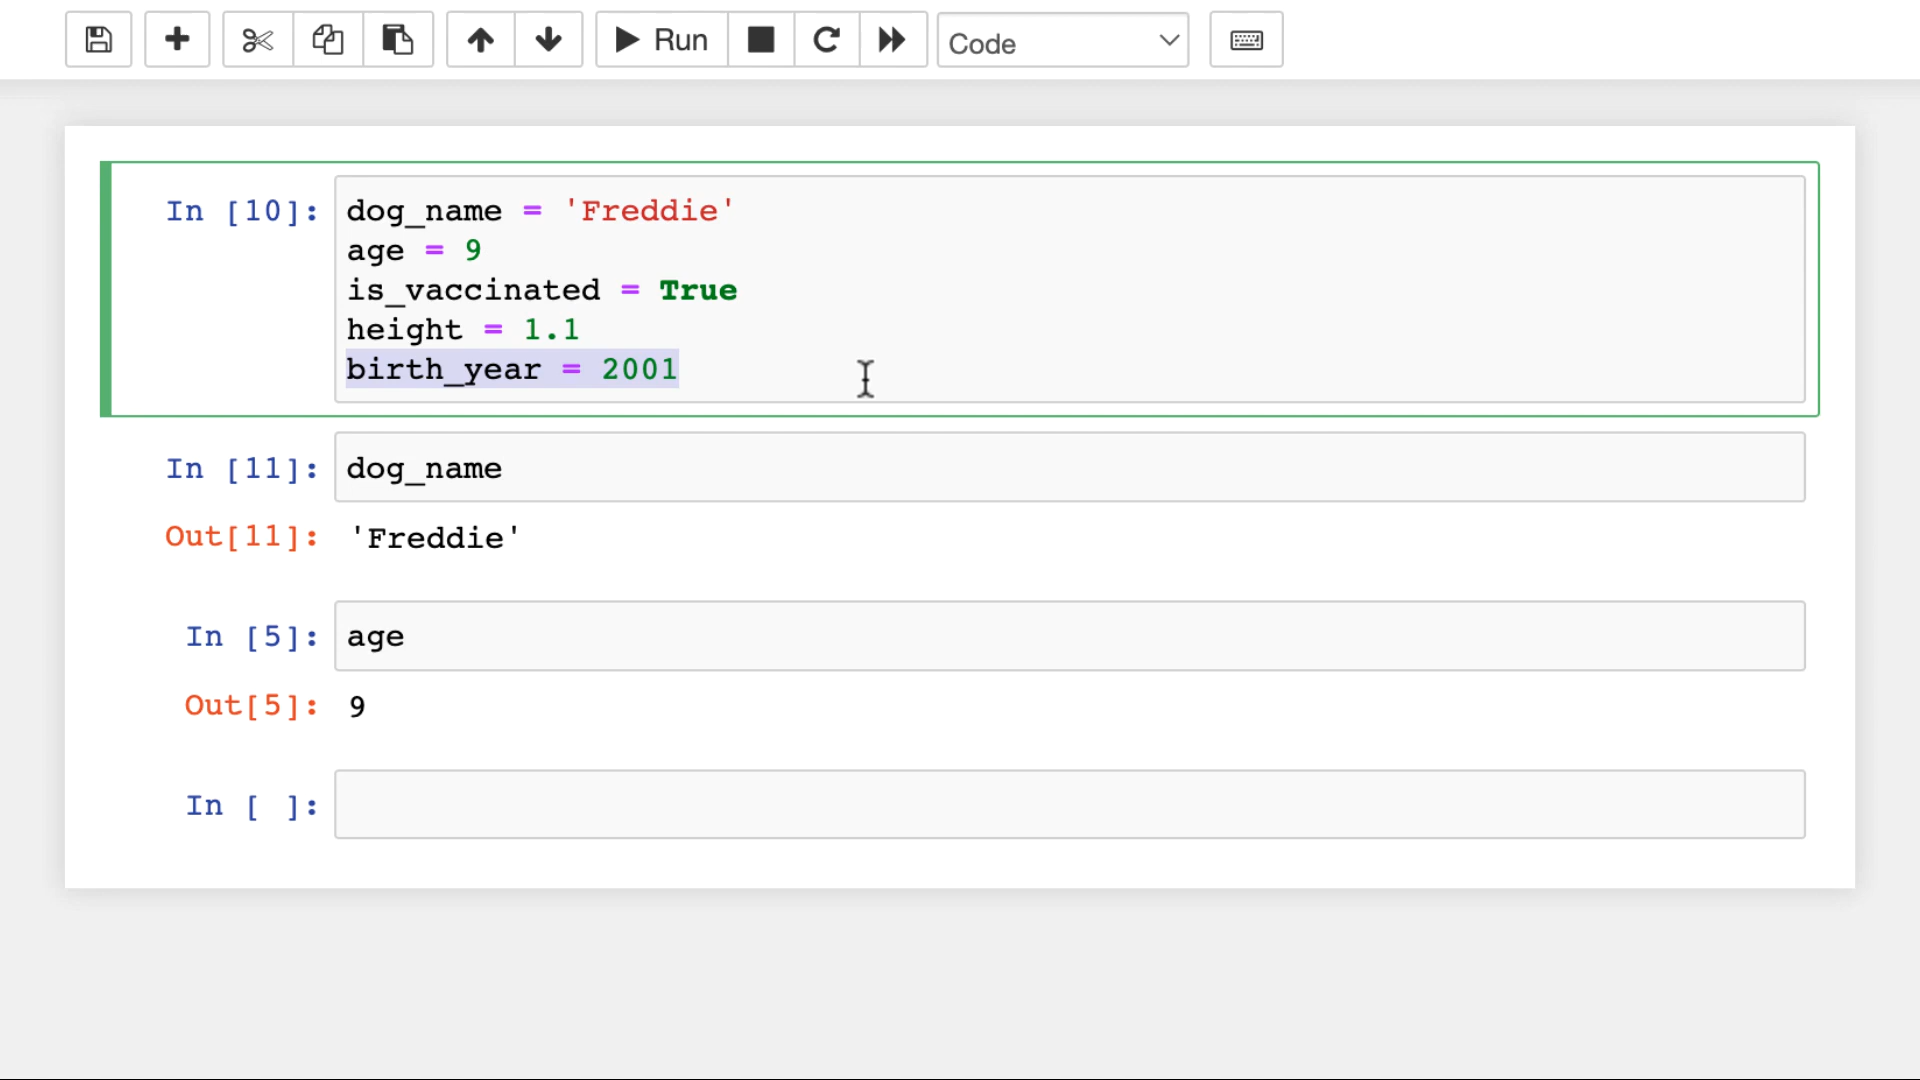 Run
Code
In [10]: dog_name = 'Freddie'
age = 9
is_vaccinated = True
height = 1.1
birth_year = 2001
In [11]: dog_name
Out[11]: 'Freddie'
In [5]: age
Out[5]: 9
In [ ]: